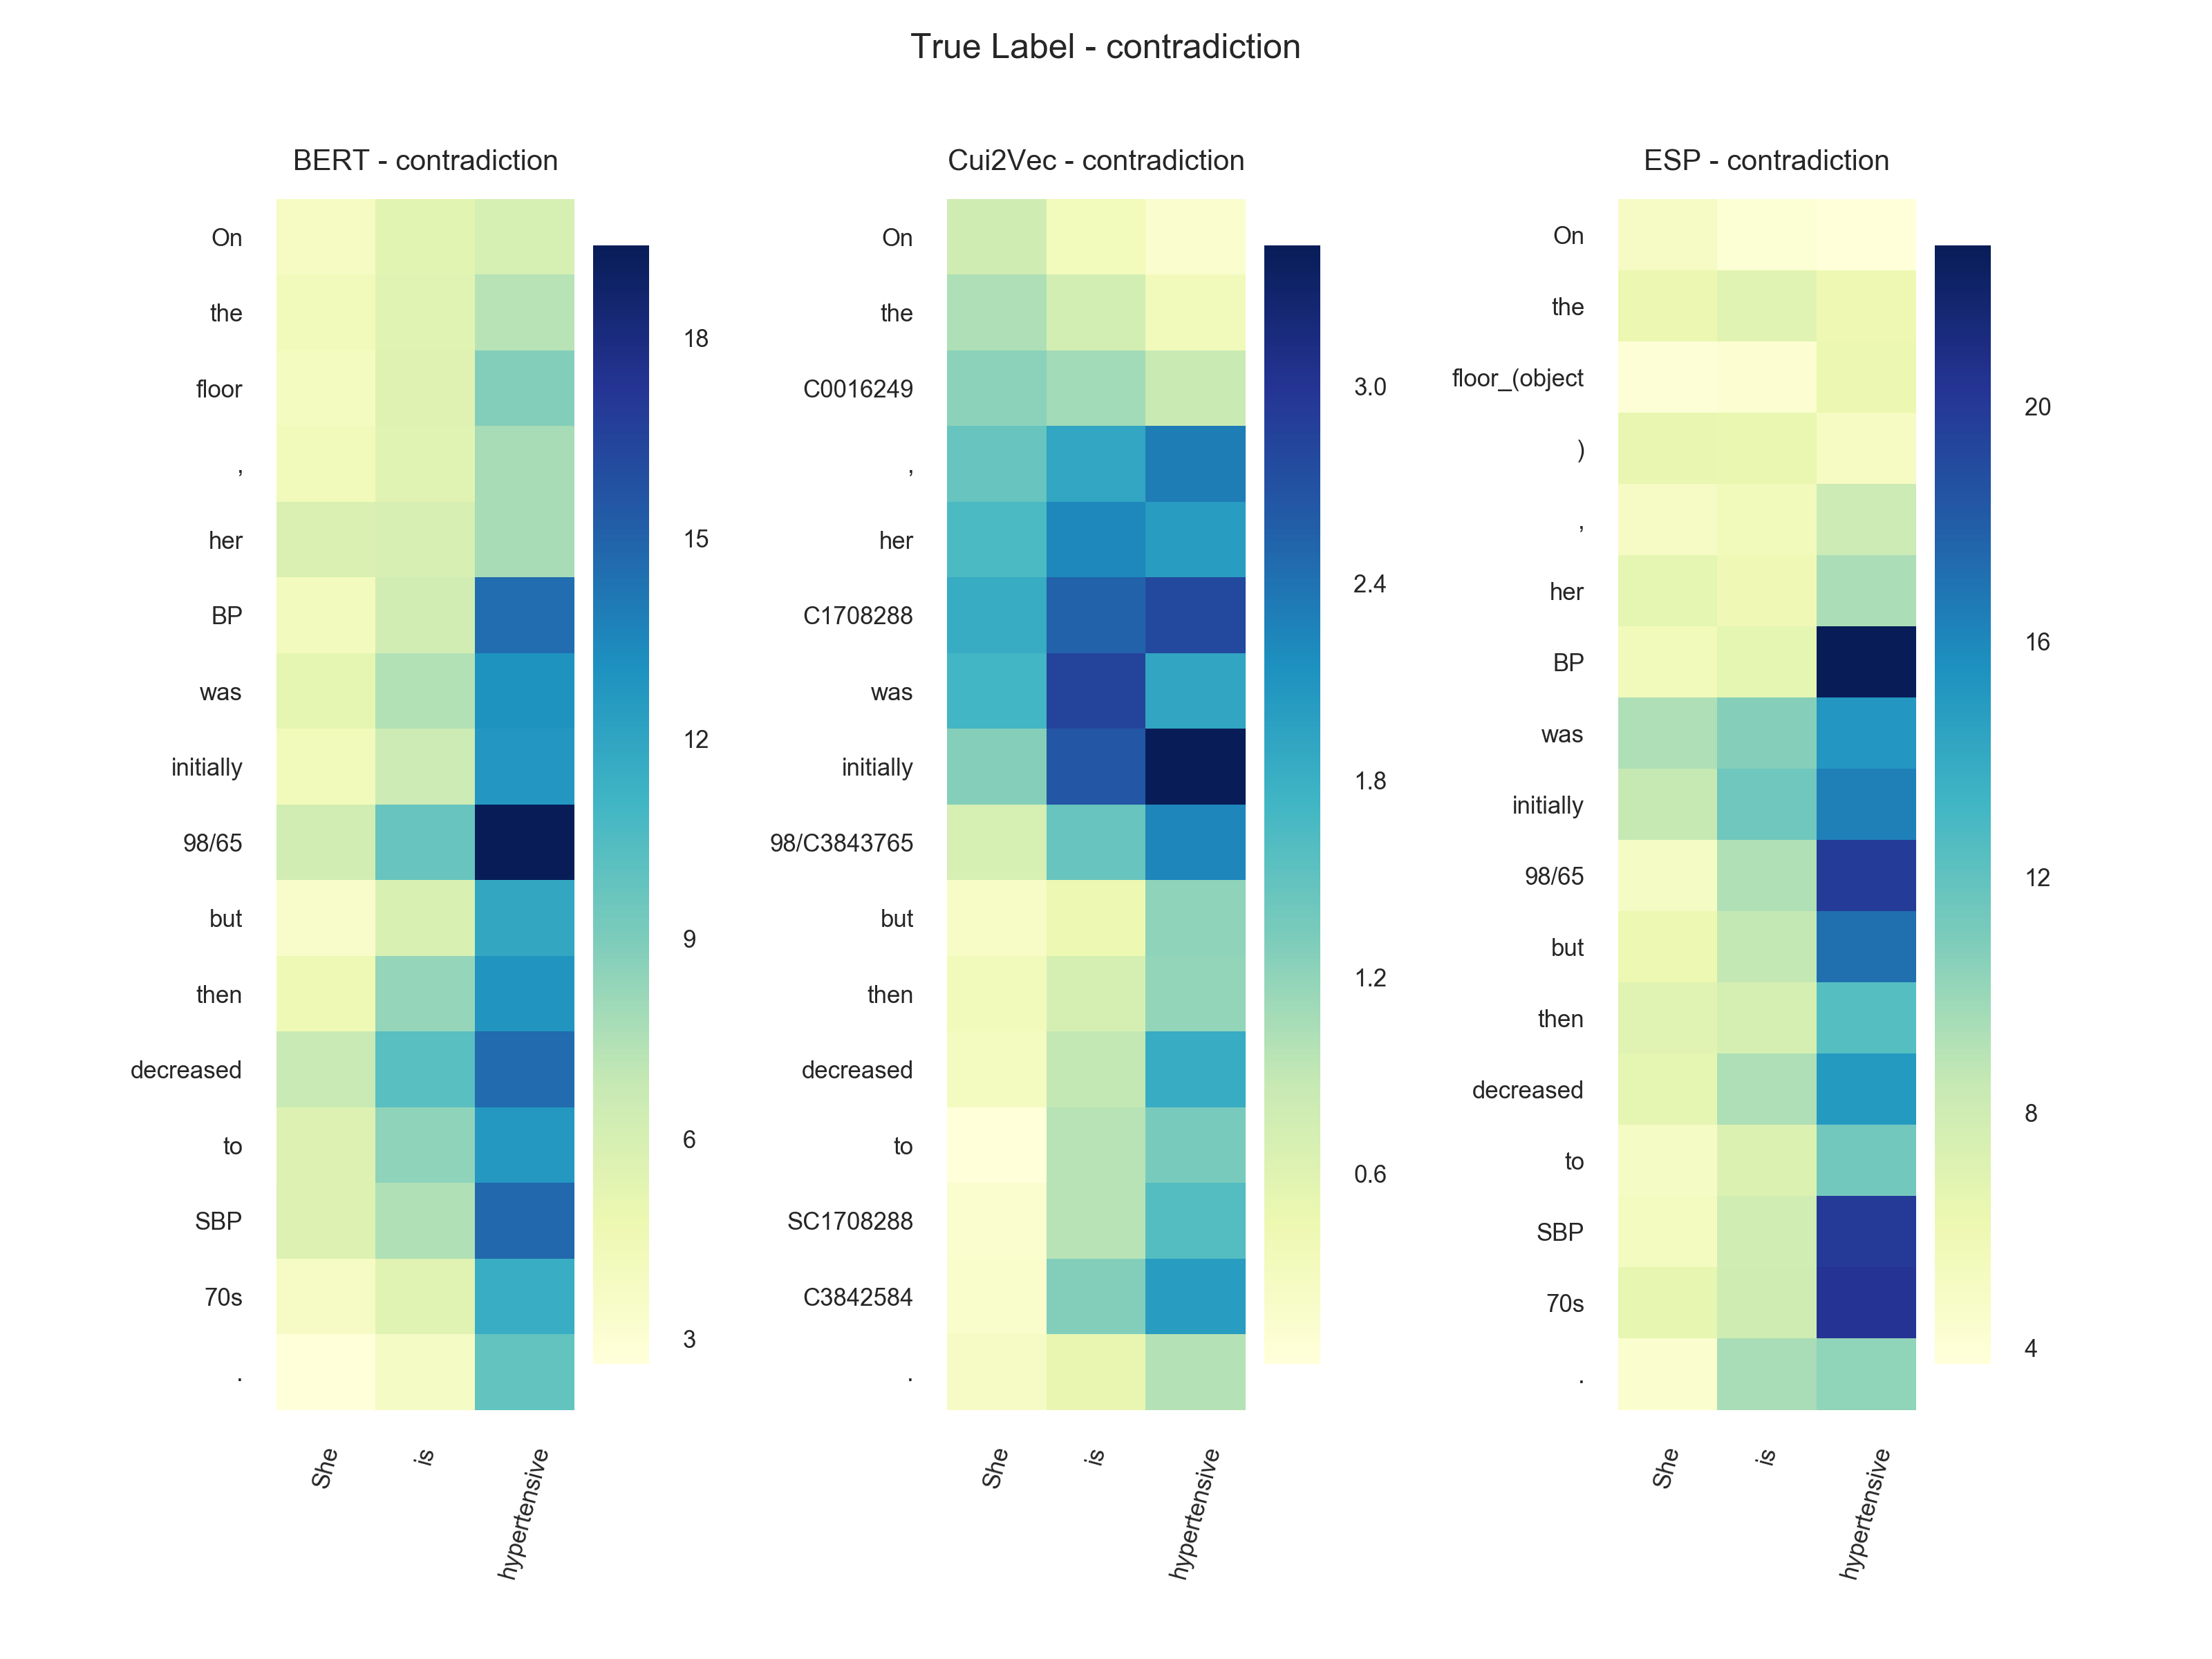 True Label - contradiction
BERT - contradiction
On
the
floor
,
her
BP
was
initially
98/65
but
then
decreased
to
SBP
70s
.
She
is
hypertensive
18
15
12
9
6
3
Cui2Vec - contradiction
On
the
C0016249
,
her
C1708288
was
initially
98/C3843765
but
then
decreased
to
SC1708288
C3842584
.
She
is
hypertensive
3.0
2.4
1.8
1.2
0.6
ESP - contradiction
On
the
floor_(object
)
,
her
BP
was
initially
98/65
but
then
decreased
to
SBP
70s
.
She
is
hypertensive
20
16
12
8
4